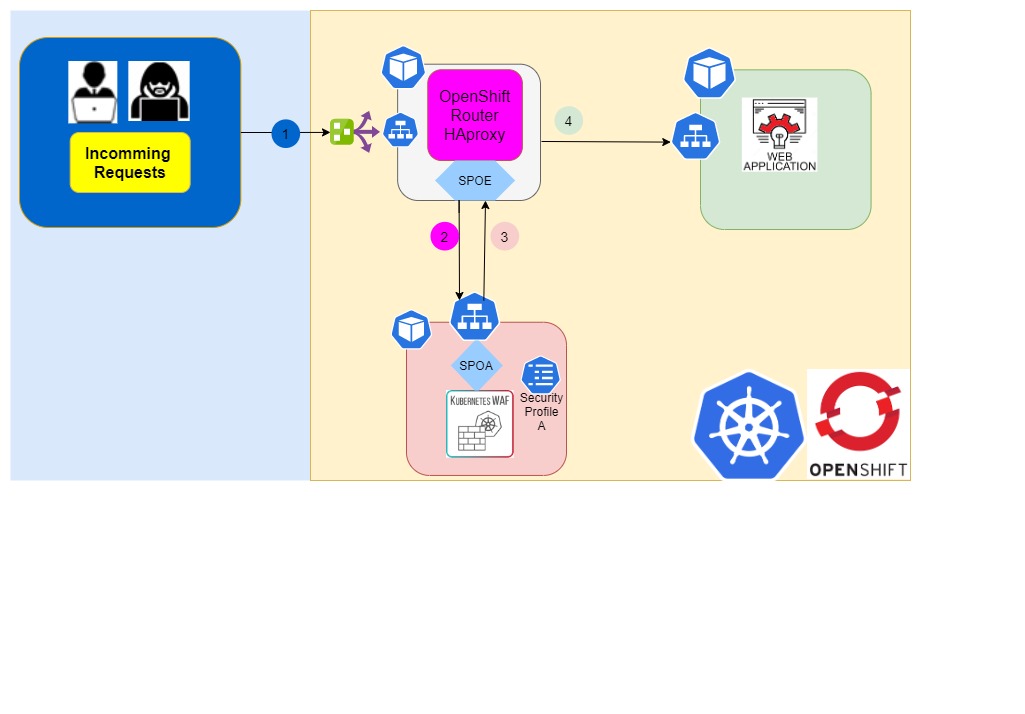 Incomming
Requests
1
OpenShift
Router
HAproxy
SPOE
4
WEB
APPLICATION
2
3
SPOA
KUBERNETES WAF
Security
Profile
A
OPENSHIFT